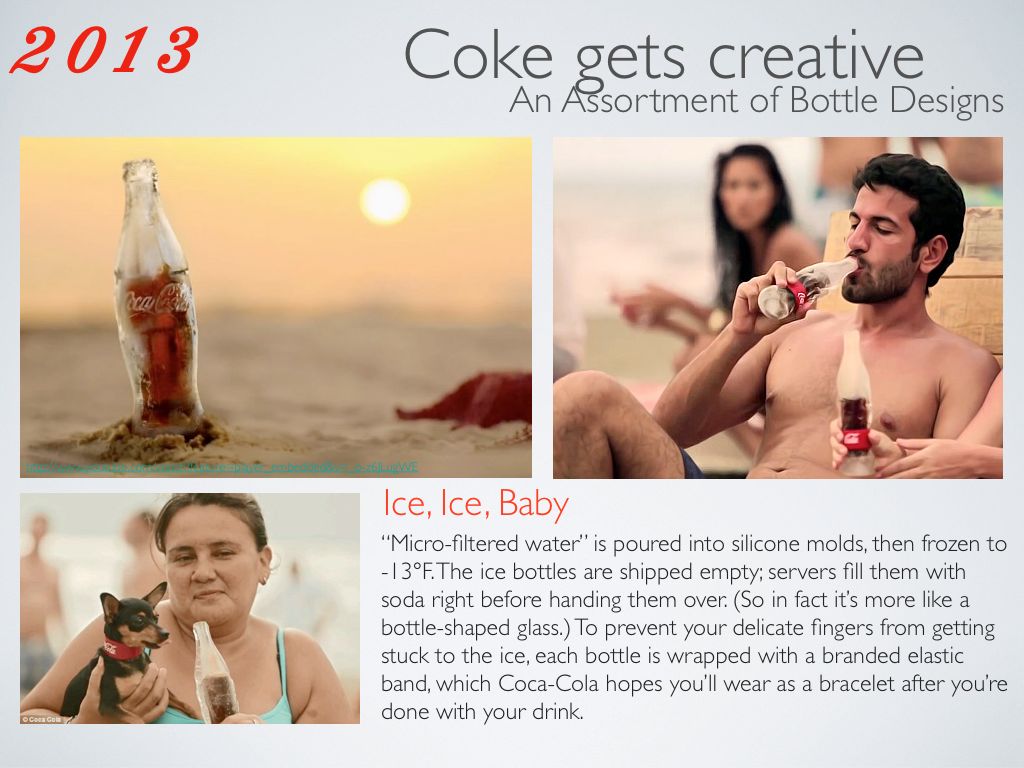 2013
Coke gets creative
An Assortment of Bottle Designs
Coca-Cola
Ice, Ice, Baby
“Micro-filtered water” is poured into silicone molds, then frozen to
-13°F. The ice bottles are shipped empty; servers fill them with
soda right before handing them over. (So in fact it’s more like a
bottle-shaped glass.) To prevent your delicate fingers from getting
stuck to the ice, each bottle is wrapped with a branded elastic
band, which Coca-Cola hopes you’ll wear as a bracelet after you’re
done with your drink.
© Coca Cola